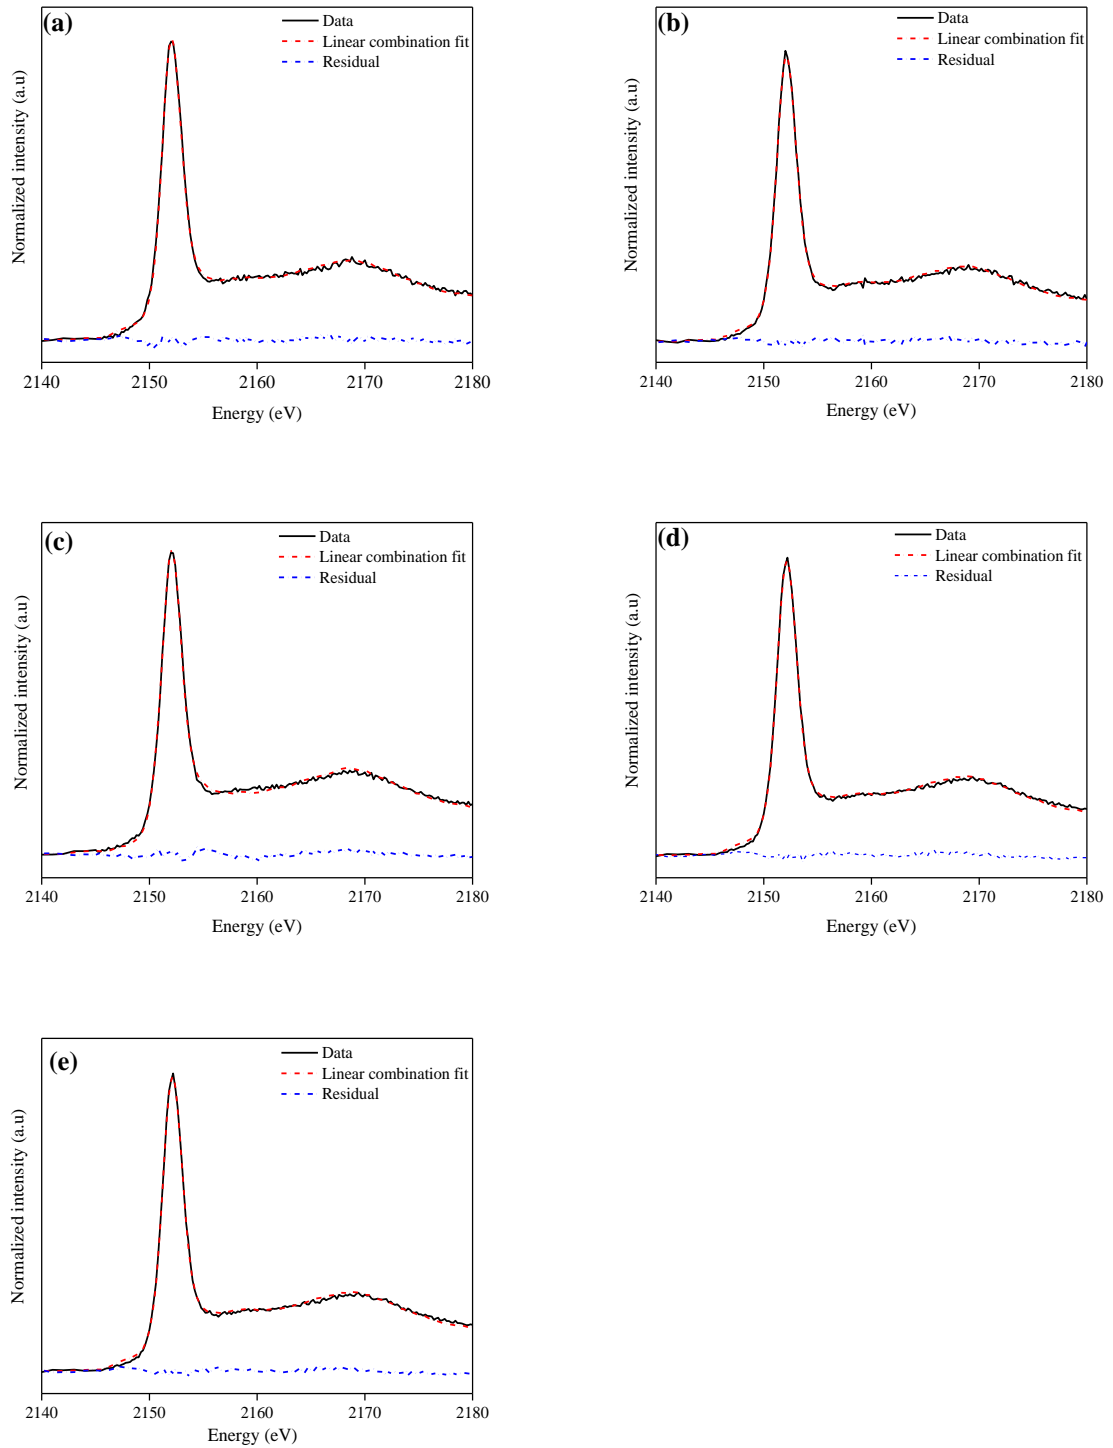 (a)
Data
Linear combination fit
Residual
Normalized intensity (a.u)
2140 2150 2160 2170 2180
Energy (eV)
(b)
Data
Linear combination fit
Residual
Normalized intensity (a.u)
2140 2150 2160 2170 2180
Energy (eV)
(c)
Data
Linear combination fit
Residual
Normalized intensity (a.u)
2140 2150 2160 2170 2180
Energy (eV)
(d)
Data
Linear combination fit
Residual
Normalized intensity (a.u)
2140 2150 2160 2170 2180
Energy (eV)
(e)
Data
Linear combination fit
Residual
Normalized intensity (a.u)
2140 2150 2160 2170 2180
Energy (eV)